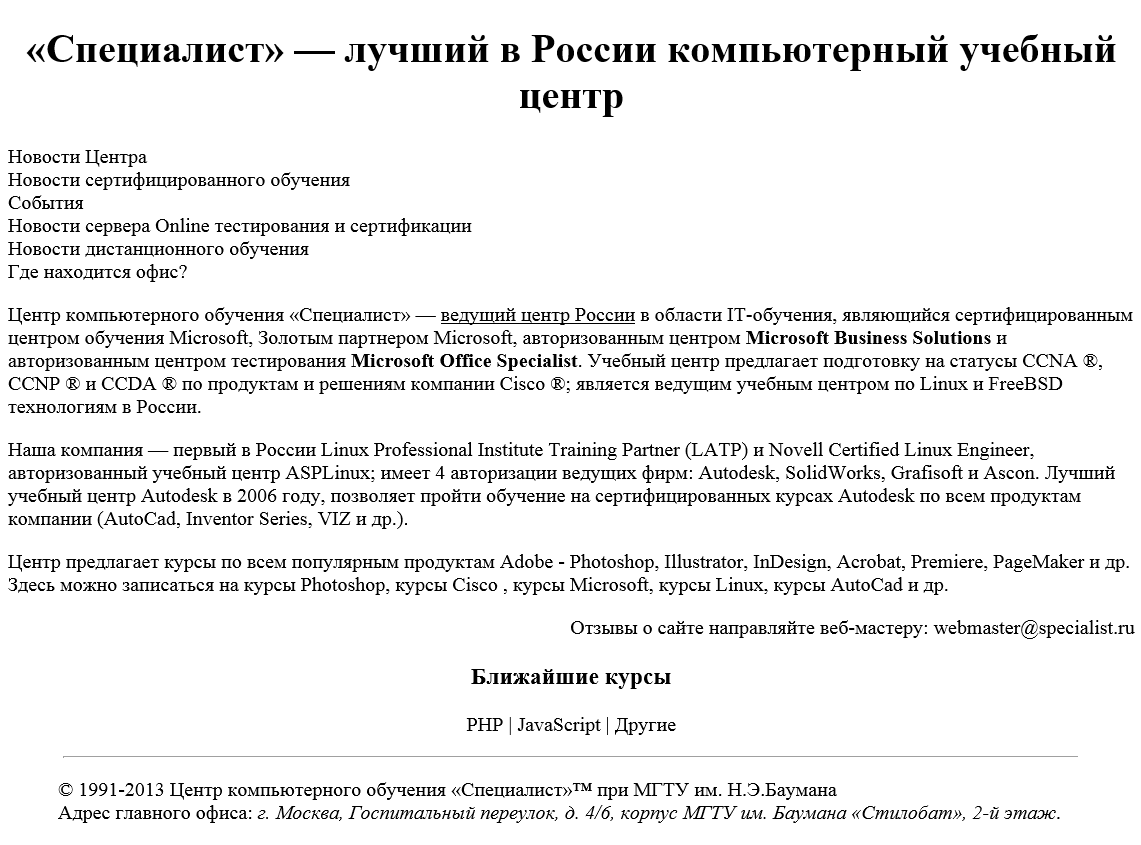 «Специалист» — лучший в России компьютерный учебный
центр
Новости Центра
Новости сертифицированного обучения
События
Новости сервера Online тестирования и сертификации
Новости дистанционного обучения
Где находится офис?
Центр компьютерного обучения «Специалист» — ведущий центр России в области IT-обучения, являющийся сертифицированным
центром обучения Microsoft, Золотым партнером Microsoft, авторизованным центром Microsoft Business Solutions и
авторизованным центром тестирования Microsoft Office Specialist. Учебный центр предлагает подготовку на статусы CCNA ®,
CCNP ® и CCDA ® по продуктам и решениям компании Cisco ®; является ведущим учебным центром по Linux и FreeBSD
технологиям в России.
Наша компания — первый в России Linux Professional Institute Training Partner (LATP) и Novell Certified Linux Engineer,
авторизованный учебный центр ASPLinux; имеет 4 авторизации ведущих фирм: Autodesk, SolidWorks, Grafisoft и Ascon. Лучший
учебный центр Autodesk в 2006 году, позволяет пройти обучение на сертифицированных курсах Autodesk по всем продуктам
компании (AutoCad, Inventor Series, VIZ и др.).
Центр предлагает курсы по всем популярным продуктам Adobe - Photoshop, Illustrator, InDesign, Acrobat, Premiere, PageMaker и др.
Здесь можно записаться на курсы Photoshop, курсы Cisco , курсы Microsoft, курсы Linux, курсы AutoCad и др.
Отзывы о сайте направляйте веб-мастеру: webmaster@specialist.ru
Ближайшие курсы
PHP | JavaScript | Другие
© 1991-2013 Центр компьютерного обучения «Специалист»™ при МГТУ им. Н.Э.Баумана
Адрес главного офиса: г. Москва, Госпитальный переулок, д. 4/6, корпус МГТУ им. Баумана «Стилобат», 2-й этаж.